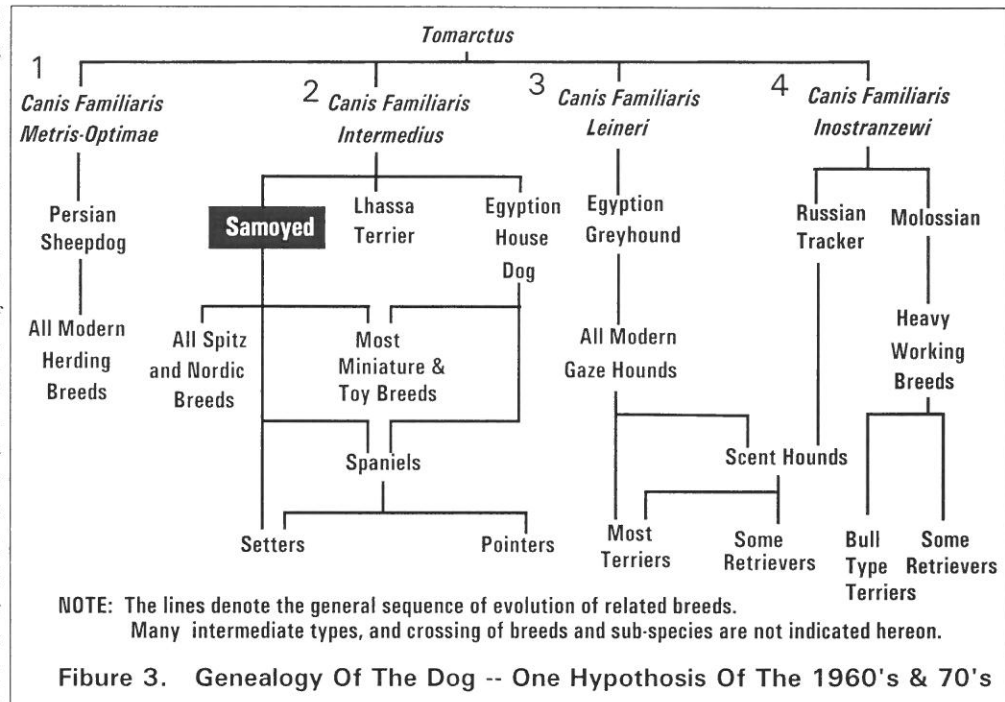 Tomarctus
1
Canis Familiaris
Metris-Optimae
2
Canis Familiaris
Intermedius
3
Canis Familiaris
Leineri
4
Canis Familiaris
Inostranzewi
Persian
Sheepdog
Samoyed
Lhassa
Terrier
Egyption
House
Dog
Egyption
Greyhound
Russian
Tracker
Molossian
All Modern
Herding
Breeds
All Spitz
and Nordic
Breeds
Most
Miniature &
Toy Breeds
All Modern
Gaze Hounds
Heavy
Working
Breeds
Spaniels
Scent Hounds
Setters
Pointers
Most
Terriers
Some
Retrievers
Bull
Type
Terriers
Some
Retrievers
NOTE: The lines denote the general sequence of evolution of related breeds.
Many intermediate types, and crossing of breeds and sub-species are not indicated hereon.
Fibure 3. Genealogy Of The Dog -- One Hypothosis Of The 1960's & 70's